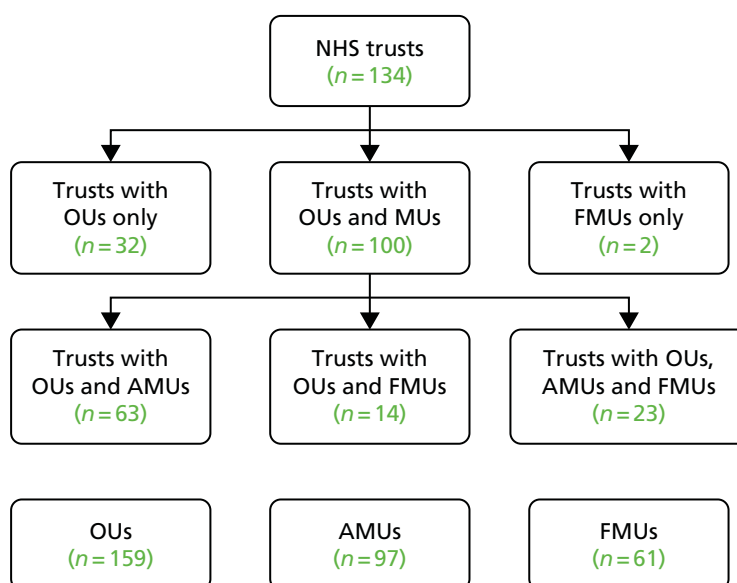 NHS trusts
(n=134)
Trusts with
OUs only
(n=32)
Trusts with
OUs and MUs
(n=100)
Trusts with
FMUs only
(n=2)
Trusts with
OUs and AMUs
(n=63)
Trusts with
OUs and FMUs
(n=14)
Trusts with OUs,
AMUs and FMUs
(n=23)
OUs
(n=159)
AMUs
(n=97)
FMUs
(n=61)